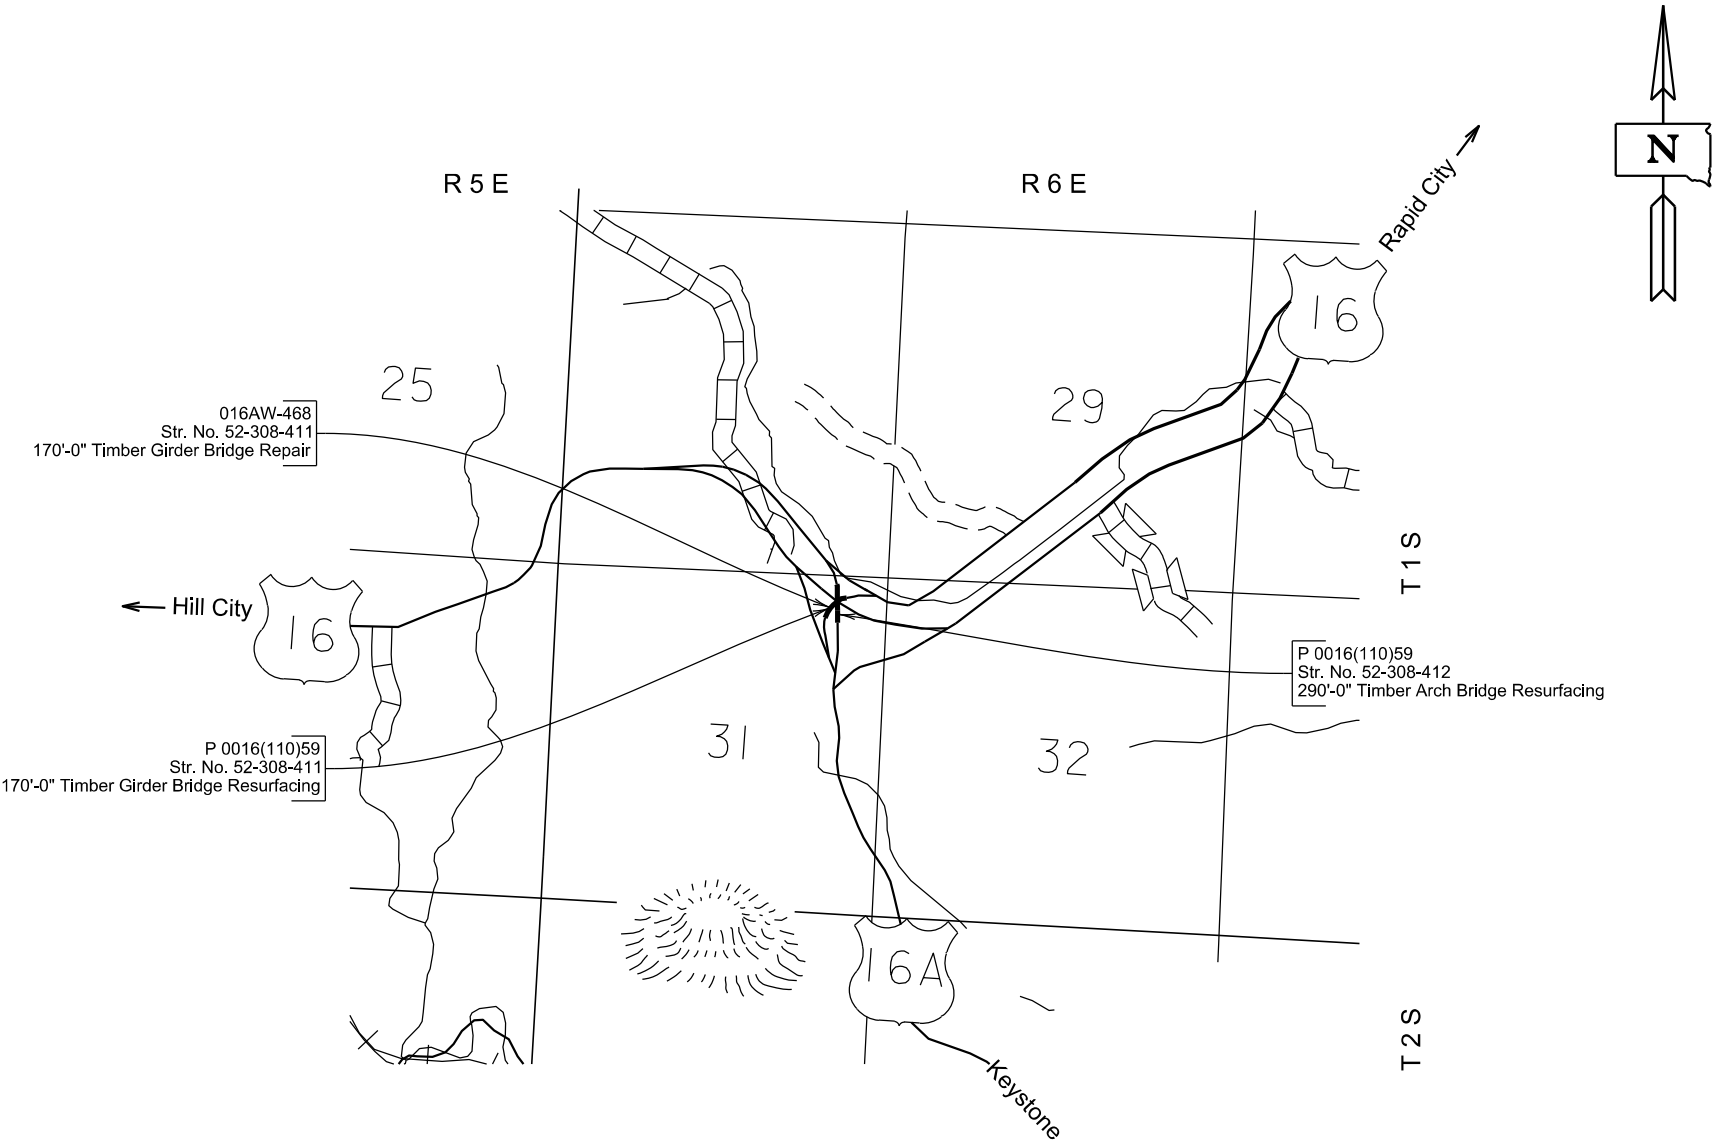 N
Rapid City
R 5 E
R 6 E
16
25
29
016AW-468
Str. No. 52-308-411
170'-0" Timber Girder Bridge Repair
T 1 S
Hill City
16
P 0016(110)59
Str. No. 52-308-412
290'-0" Timber Arch Bridge Resurfacing
31
32
P 0016(110)59
Str. No. 52-308-411
170'-0" Timber Girder Bridge Resurfacing
16A
T 2 S
Keystone